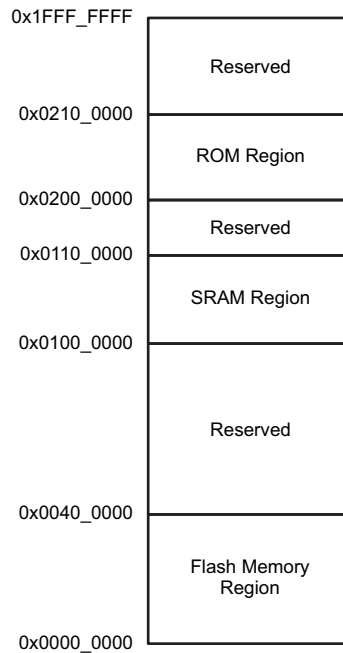 0x1FFF_FFFF
Reserved
0x0210_0000
ROM Region
0x0200_0000
Reserved
0x0110_0000
SRAM Region
0x0100_0000
Reserved
0x0040_0000
Flash Memory
Region
0x0000_0000